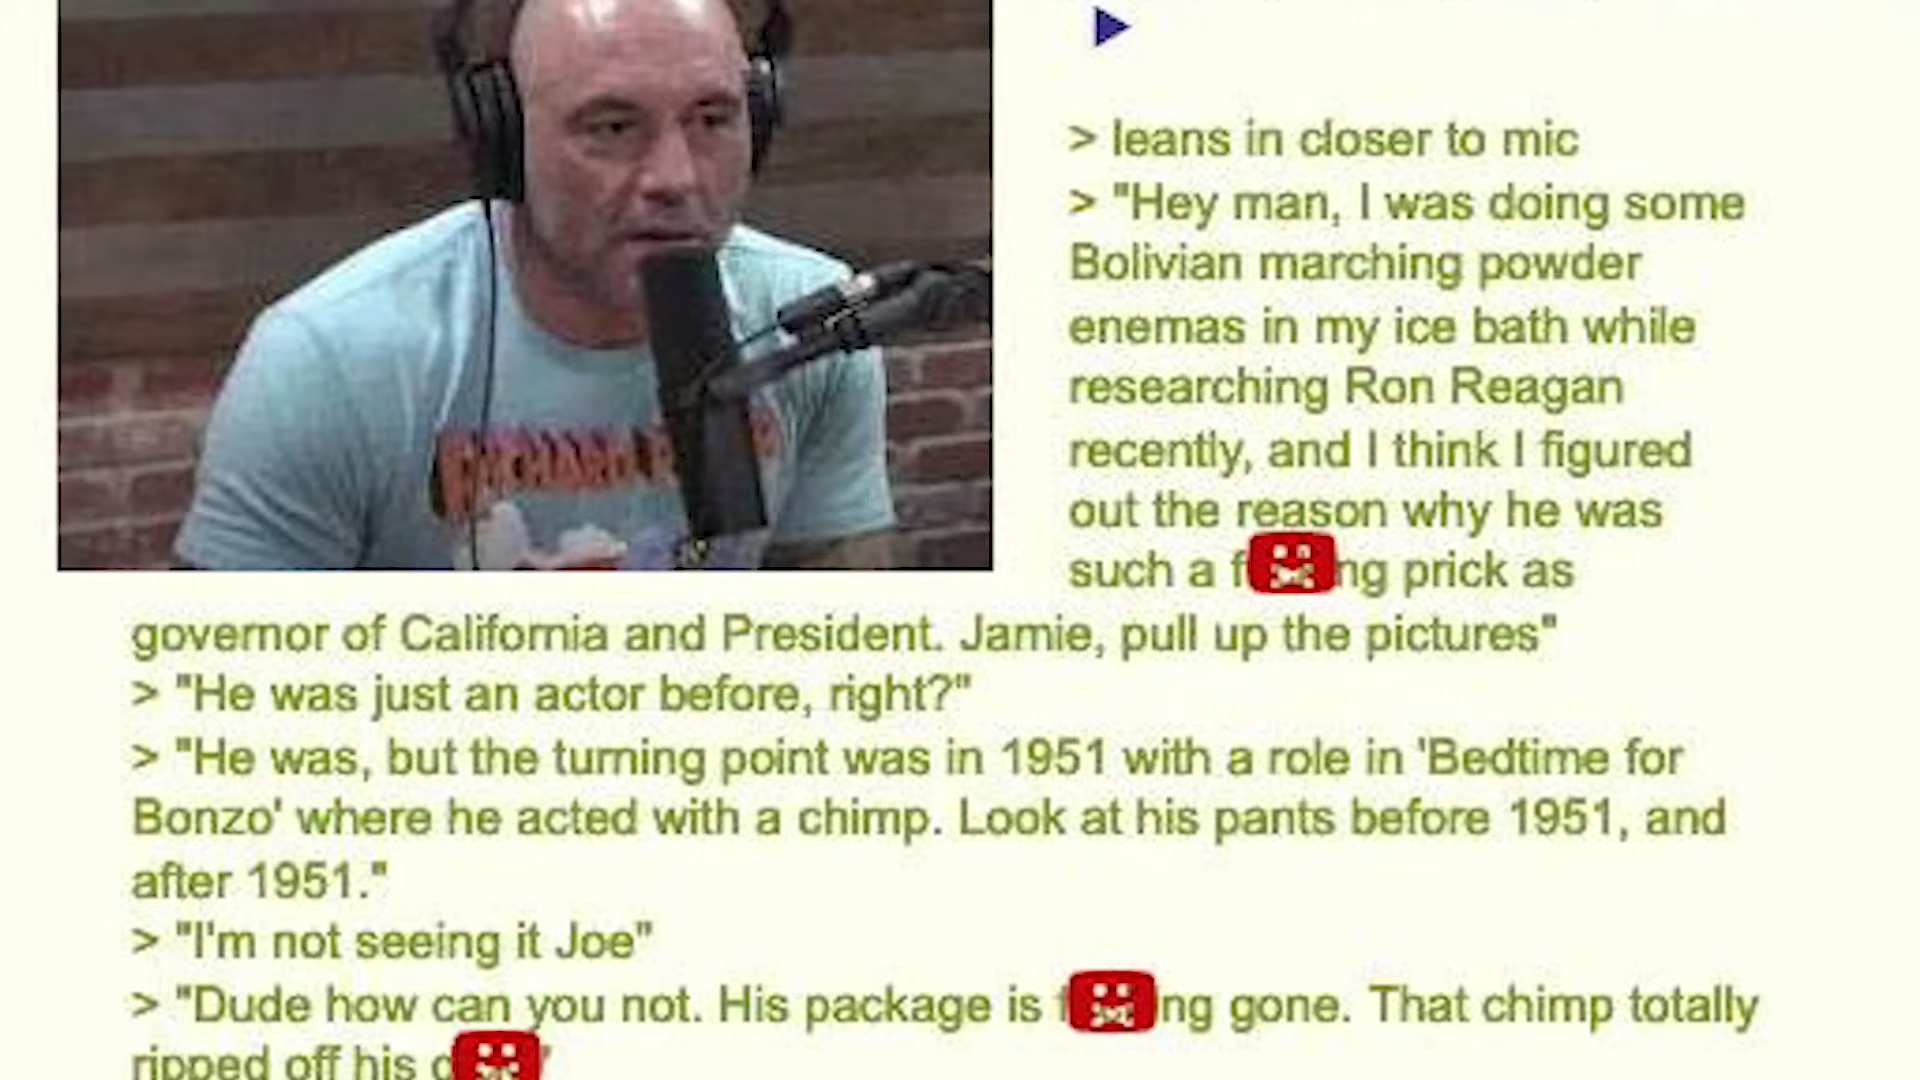 > leans in closer to mic
> "Hey man, I was doing some
Bolivian marching powder
enemas in my ice bath while
researching Ron Reagan
recently, and I think I figured
out the reason why he was
such a f ng prick as
governor of California and President. Jamie, pull up the pictures"
> "He was just an actor before, right?"
> "He was, but the turning point was in 1951 with a role in 'Bedtime for
Bonzo' where he acted with a chimp. Look at his pants before 1951, and
after 1951."
> "I'm not seeing it Joe"
> "Dude how can you not. His package is f ng gone. That chimp totally
ripped off his